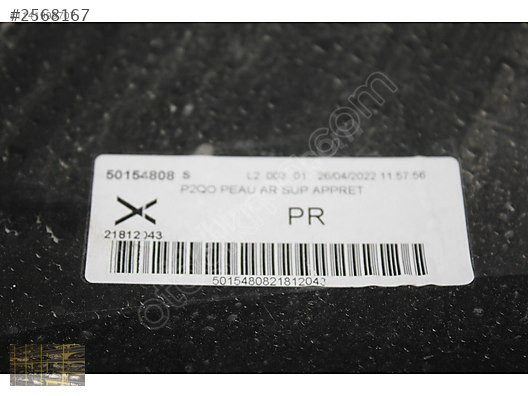 #2568167
50154808 S L2 003 01 26/04/2022 11:57:56
P2QO PEAU AR SUP APPRET
PR
21812043
5015480821812043